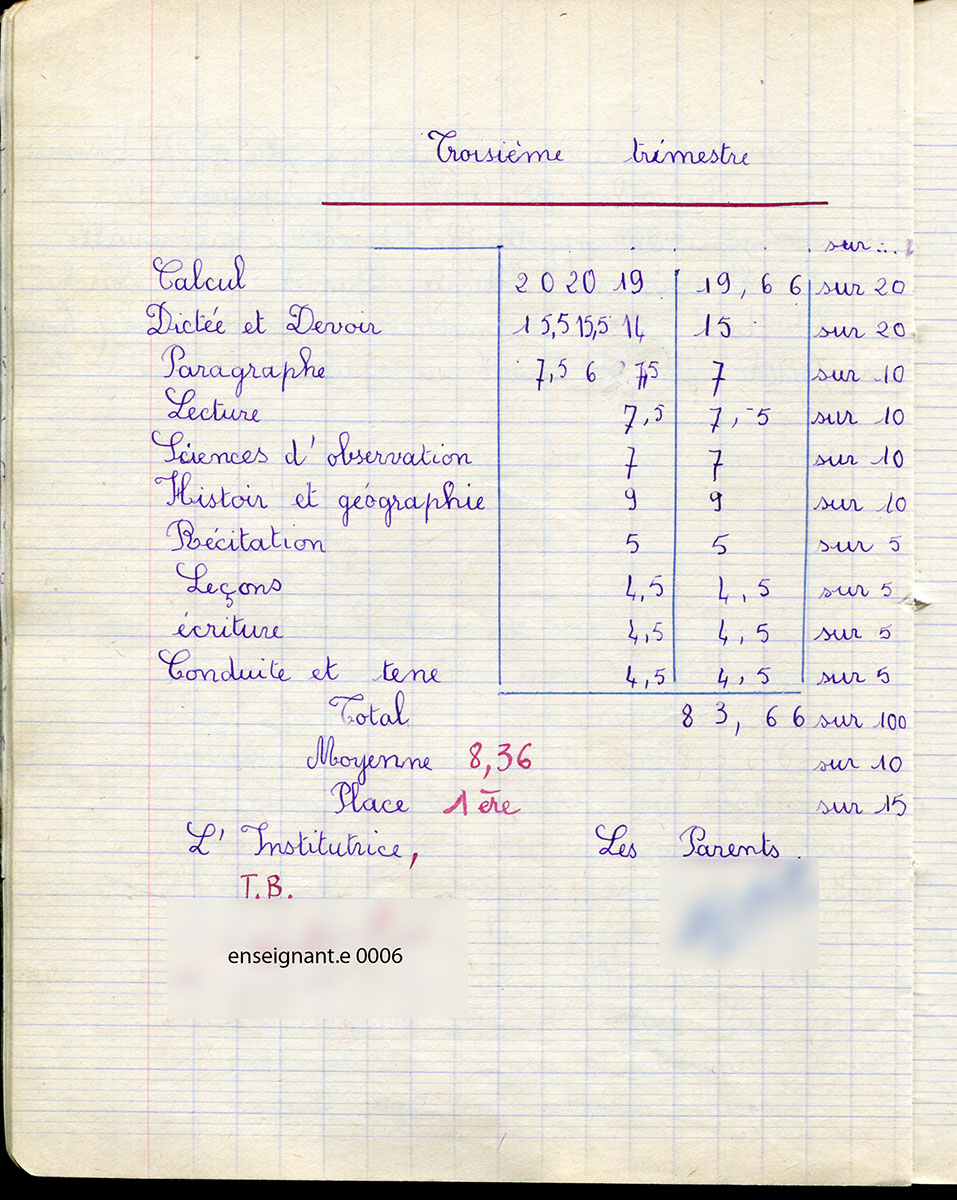 Troisième trimestre
sur...
Calcul 20 20 19 19,66 sur 20
Dictée et Devoir 15,5 15,5 14 15 sur 20
Paragraphe 7,5 6 7,5 7 sur 10
Lecture 7,5 7,5 sur 10
Sciences d'observation 7 7 sur 10
Histoir et géographie 9 9 sur 10
Récitation 5 5 sur 5
Leçons 4,5 4,5 sur 5
écriture 4,5 4,5 sur 5
Conduite et tene 4,5 4,5 sur 5
Total 83,66 sur 100
Moyenne 8,36 sur 10
Place 1ère sur 15
L'Institutrice, Les Parents.
T.B.
enseignant.e 0006